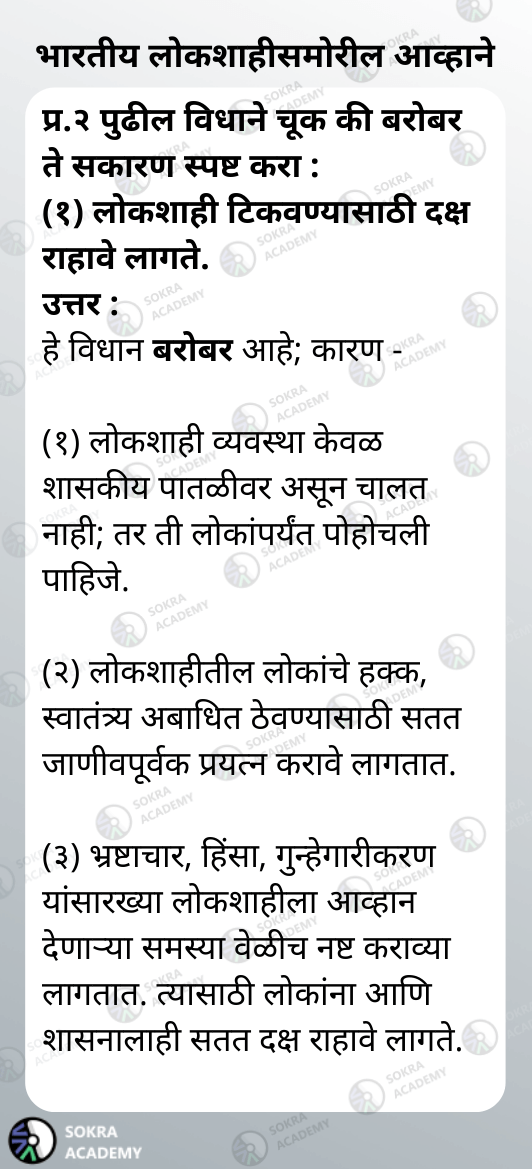 भारतीय लोकशाहीसमोरील आव्हाने
प्र.२ पुढील विधाने चूक की बरोबर
ते सकारण स्पष्ट करा :
(१) लोकशाही टिकवण्यासाठी दक्ष
राहावे लागते.
उत्तर :
हे विधान बरोबर आहे; कारण -
(१) लोकशाही व्यवस्था केवळ
शासकीय पातळीवर असून चालत
नाही; तर ती लोकांपर्यंत पोहोचली
पाहिजे.
(२) लोकशाहीतील लोकांचे हक्क,
स्वातंत्र्य अबाधित ठेवण्यासाठी सतत
जाणीवपूर्वक प्रयत्न करावे लागतात.
(३) भ्रष्टाचार, हिंसा, गुन्हेगारीकरण
यांसारख्या लोकशाहीला आव्हान
देणाऱ्या समस्या वेळीच नष्ट कराव्या
लागतात. त्यासाठी लोकांना आणि
शासनालाही सतत दक्ष राहावे लागते.
SOKRA
ACADEMY